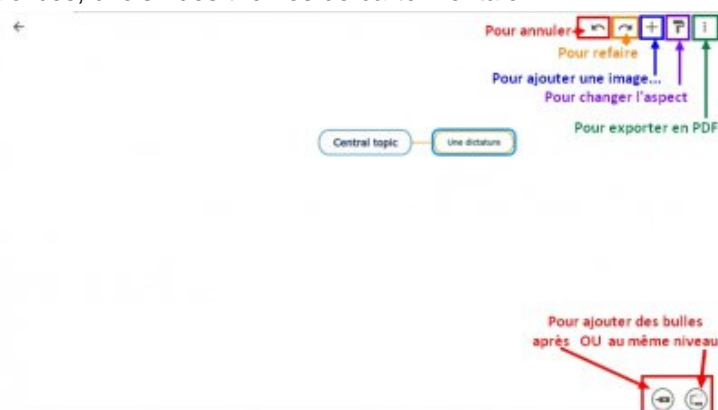 Pour annuler
Pour refaire
Pour ajouter une image...
Pour changer l'aspect
Pour exporter en PDF
Central topic
Une dictature
Pour ajouter des bulles
après OU au même niveau